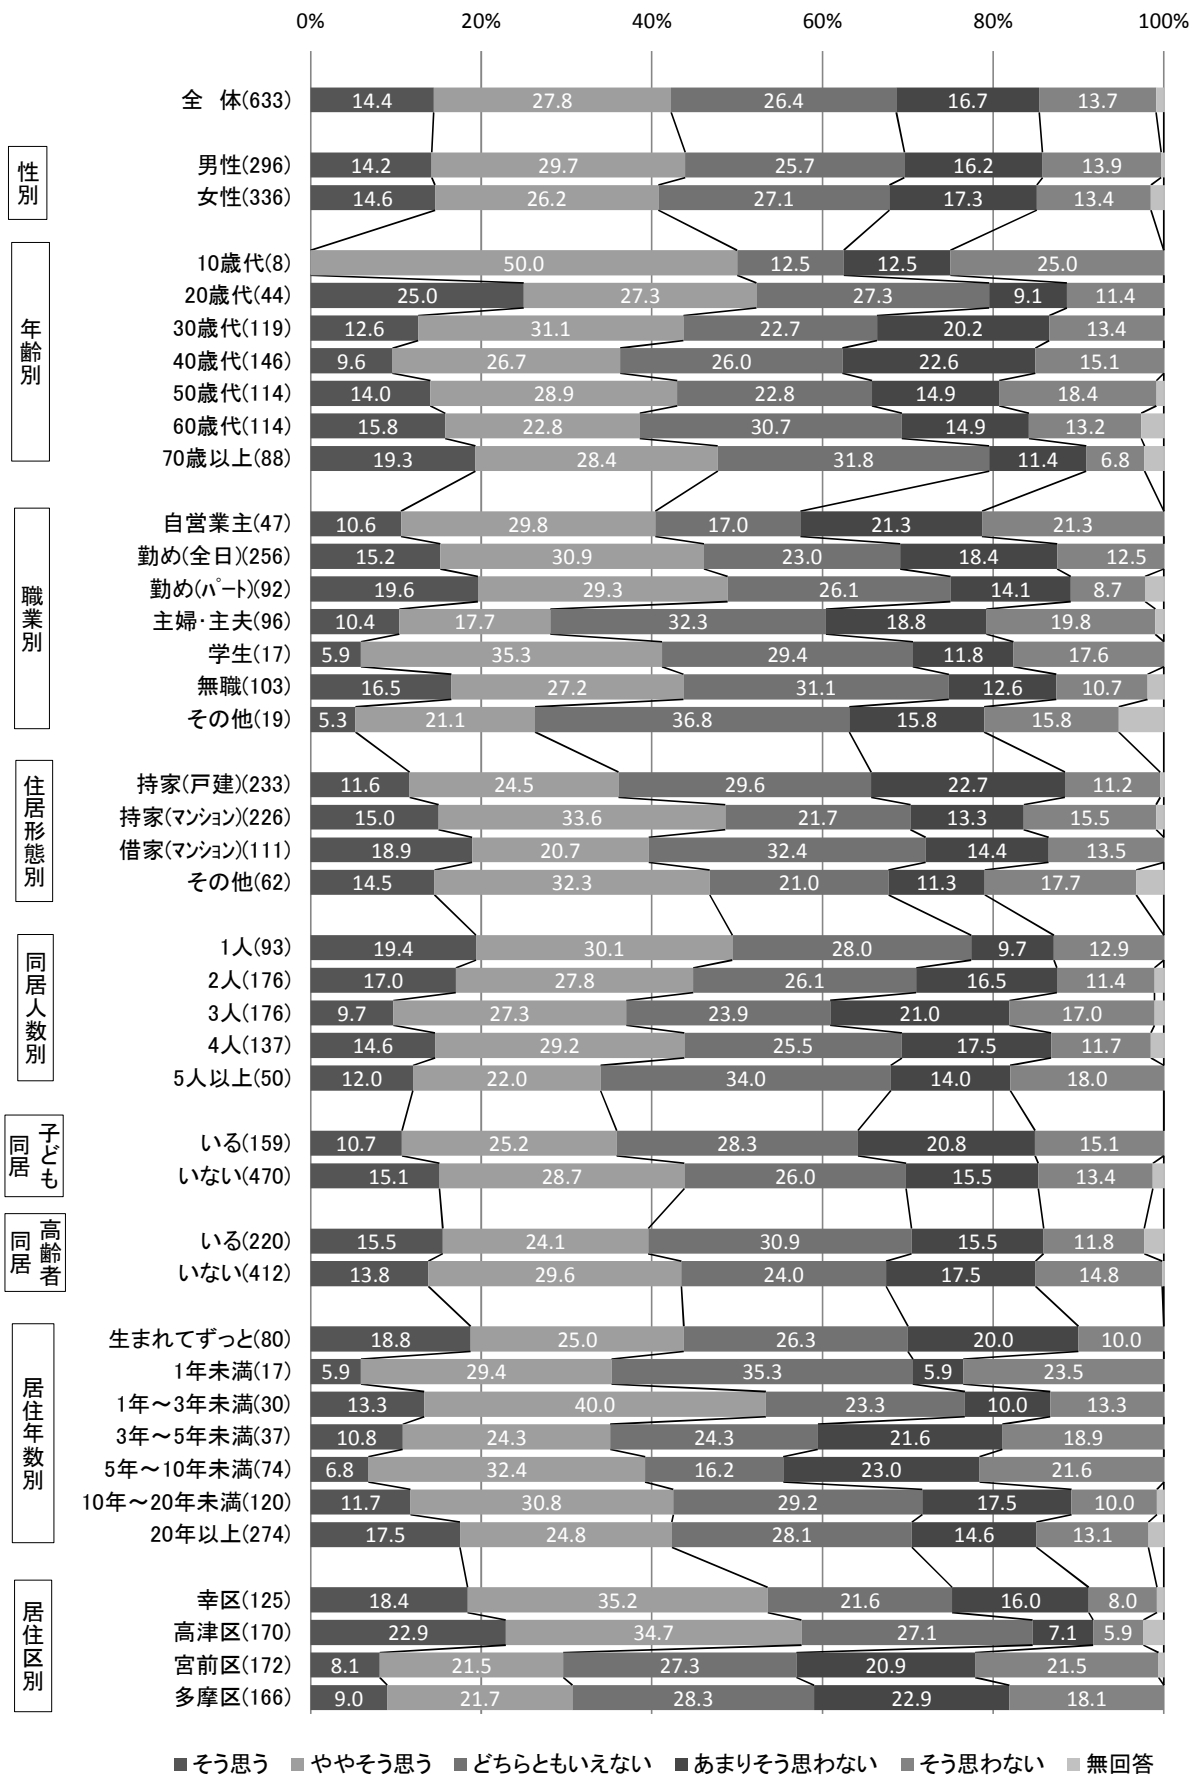 0% 20% 40% 60% 80% 100%
全 体(633) 14.4 27.8 26.4 16.7 13.7
性別
男性(296) 14.2 29.7 25.7 16.2 13.9
女性(336) 14.6 26.2 27.1 17.3 13.4
年齢別
10歳代(8) 50.0 12.5 12.5 25.0
20歳代(44) 25.0 27.3 27.3 9.1 11.4
30歳代(119) 12.6 31.1 22.7 20.2 13.4
40歳代(146) 9.6 26.7 26.0 22.6 15.1
50歳代(114) 14.0 28.9 22.8 14.9 18.4
60歳代(114) 15.8 22.8 30.7 14.9 13.2
70歳以上(88) 19.3 28.4 31.8 11.4 6.8
職業別
自営業主(47) 10.6 29.8 17.0 21.3 21.3
勤め(全日)(256) 15.2 30.9 23.0 18.4 12.5
勤め(ﾊﾟｰﾄ)(92) 19.6 29.3 26.1 14.1 8.7
主婦･主夫(96) 10.4 17.7 32.3 18.8 19.8
学生(17) 5.9 35.3 29.4 11.8 17.6
無職(103) 16.5 27.2 31.1 12.6 10.7
その他(19) 5.3 21.1 36.8 15.8 15.8
住居形態別
持家(戸建)(233) 11.6 24.5 29.6 22.7 11.2
持家(ﾏﾝｼｮﾝ)(226) 15.0 33.6 21.7 13.3 15.5
借家(ﾏﾝｼｮﾝ)(111) 18.9 20.7 32.4 14.4 13.5
その他(62) 14.5 32.3 21.0 11.3 17.7
同居人数別
1人(93) 19.4 30.1 28.0 9.7 12.9
2人(176) 17.0 27.8 26.1 16.5 11.4
3人(176) 9.7 27.3 23.9 21.0 17.0
4人(137) 14.6 29.2 25.5 17.5 11.7
5人以上(50) 12.0 22.0 34.0 14.0 18.0
子ども
同居
いる(159) 10.7 25.2 28.3 20.8 15.1
いない(470) 15.1 28.7 26.0 15.5 13.4
高齢者
同居
いる(220) 15.5 24.1 30.9 15.5 11.8
いない(412) 13.8 29.6 24.0 17.5 14.8
居住年数別
生まれてずっと(80) 18.8 25.0 26.3 20.0 10.0
1年未満(17) 5.9 29.4 35.3 5.9 23.5
1年～3年未満(30) 13.3 40.0 23.3 10.0 13.3
3年～5年未満(37) 10.8 24.3 24.3 21.6 18.9
5年～10年未満(74) 6.8 32.4 16.2 23.0 21.6
10年～20年未満(120) 11.7 30.8 29.2 17.5 10.0
20年以上(274) 17.5 24.8 28.1 14.6 13.1
居住区別
幸区(125) 18.4 35.2 21.6 16.0 8.0
高津区(170) 22.9 34.7 27.1 7.1 5.9
宮前区(172) 8.1 21.5 27.3 20.9 21.5
多摩区(166) 9.0 21.7 28.3 22.9 18.1
そう思う ややそう思う どちらともいえない あまりそう思わない そう思わない 無回答